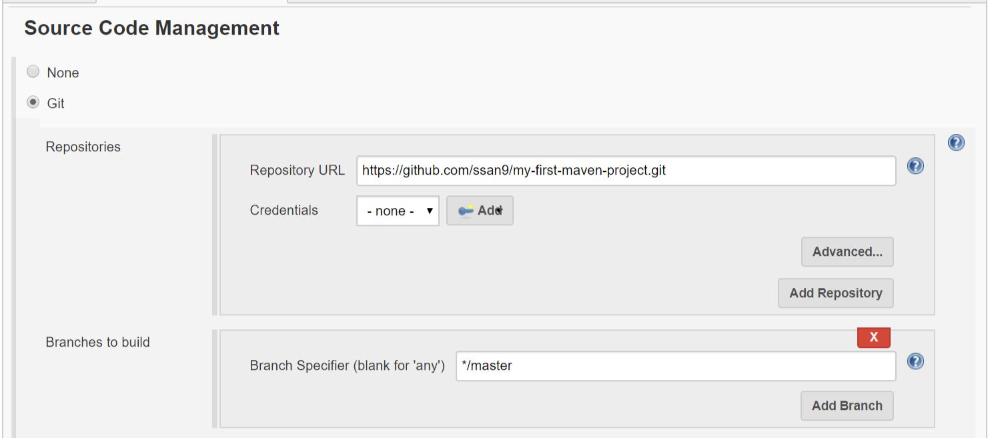 Source Code Management
None
Git
Repositories
Repository URL https://github.com/ssan9/my-first-maven-project.git
Credentials - none - Add
Advanced...
Add Repository
Branches to build
X
Branch Specifier (blank for 'any') */master
Add Branch